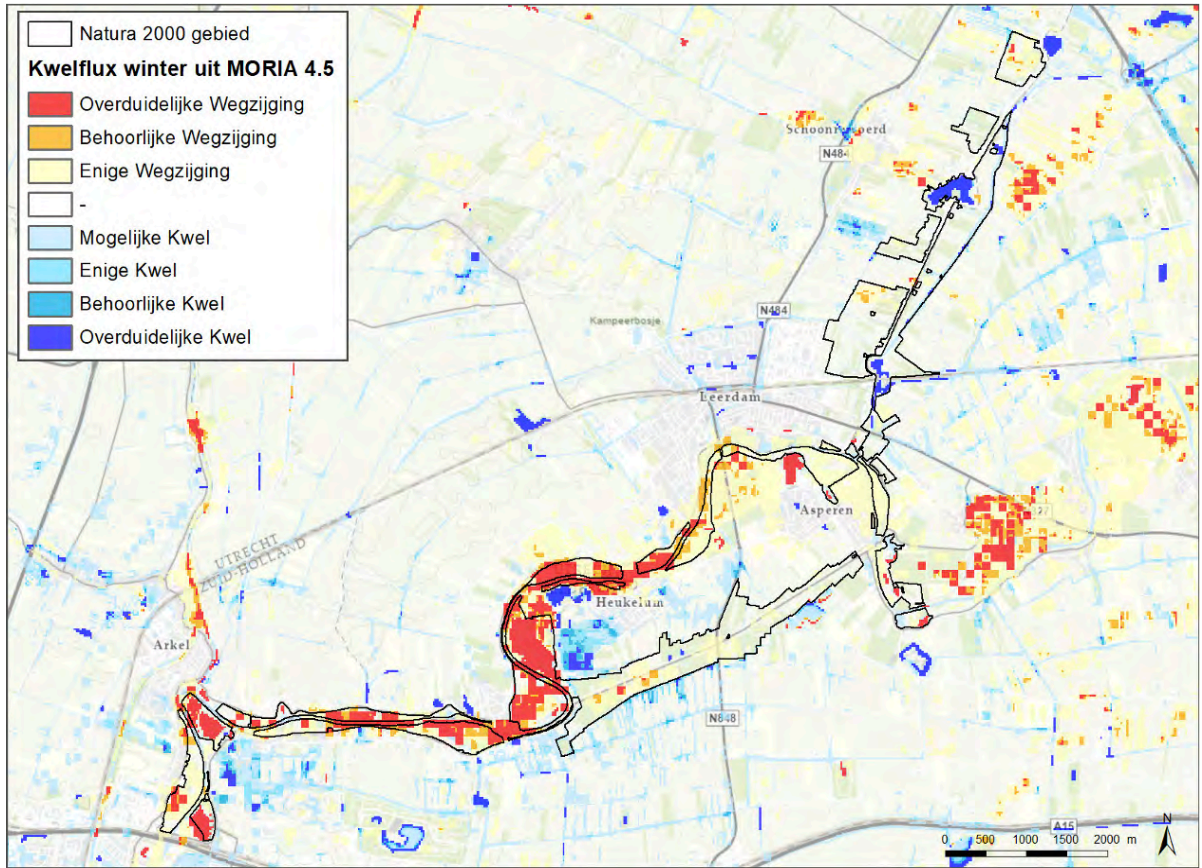 Natura 2000 gebied
Kwelflux winter uit MORIA 4.5
Overduidelijke Wegzijging
Behoorlijke Wegzijging
Enige Wegzijging
-
Mogelijke Kwel
Enige Kwel
Behoorlijke Kwel
Overduidelijke Kwel
N484
N484
Kampeerbosje
Leerdam
Asperen
UTRECHT
ZUID-HOLLAND
Heukelum
Arkel
N848
A15
N
0 500 1000 1500 2000 m